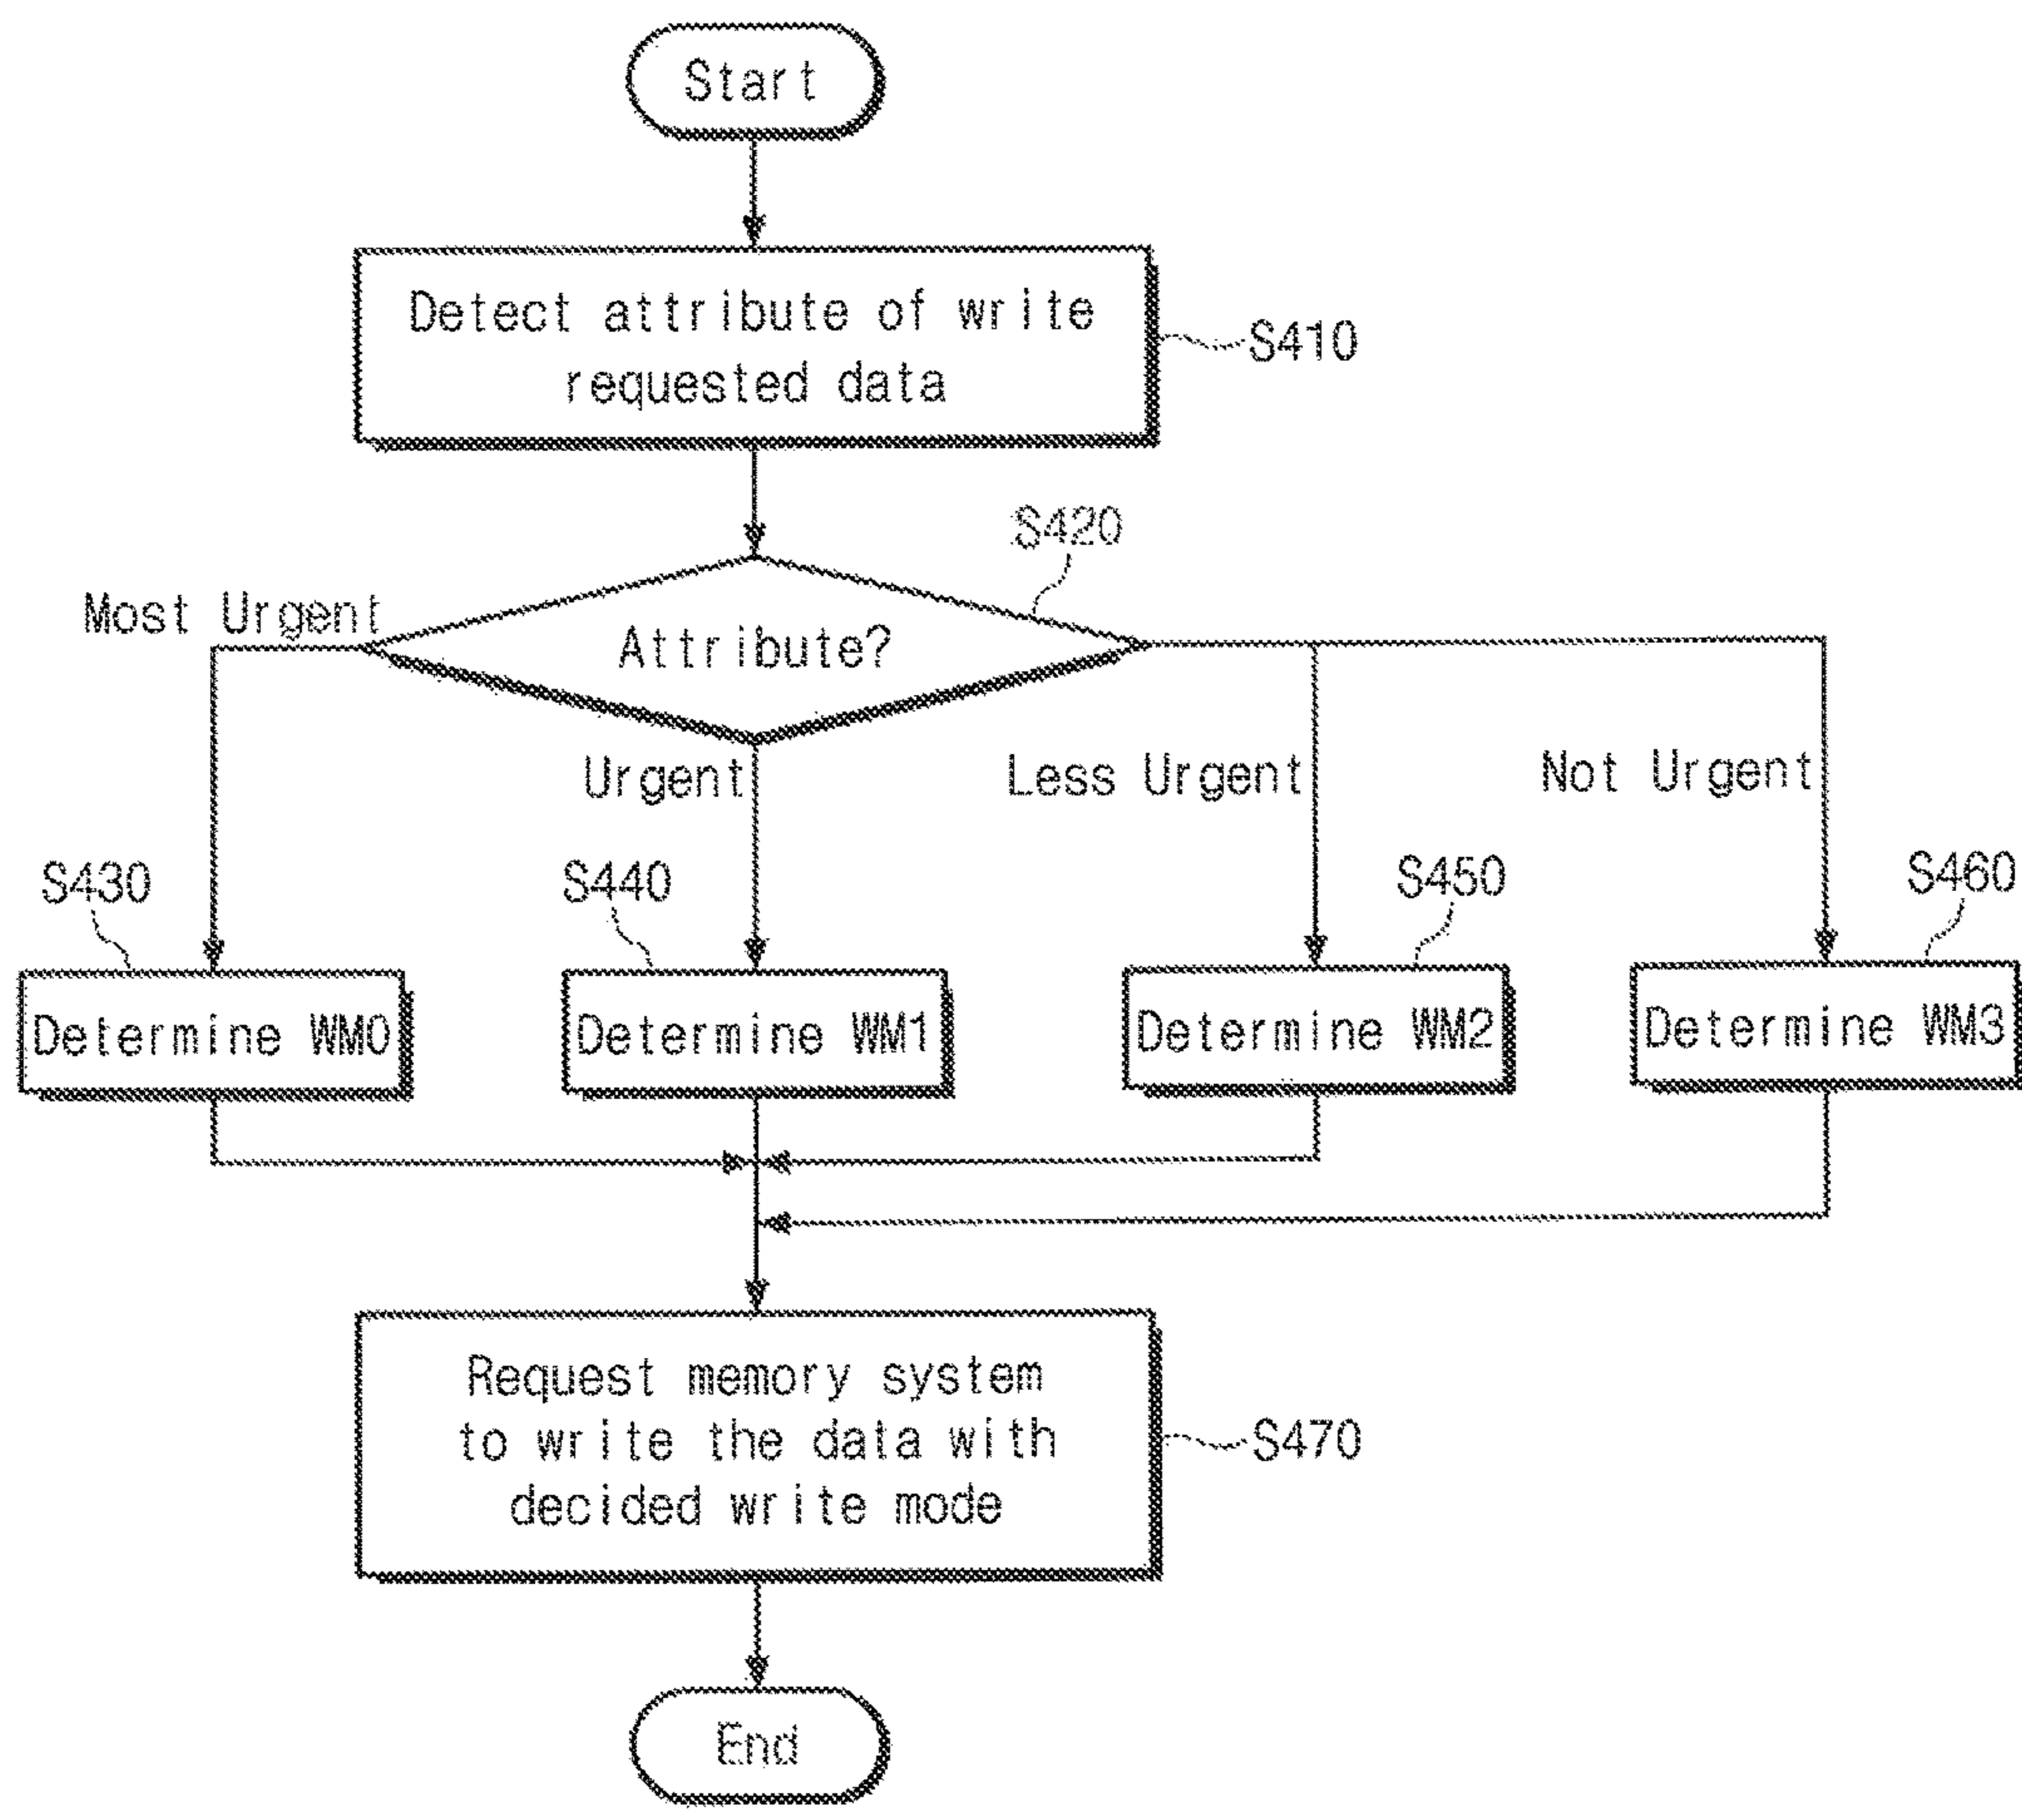 Start
Detect attribute of write
requested data
S410
S420
Attribute?
Most Urgent
Urgent
Less Urgent
Not Urgent
S430
S440
S450
S460
Determine WM0
Determine WM1
Determine WM2
Determine WM3
Request memory system
to write the data with
decided write mode
S470
End